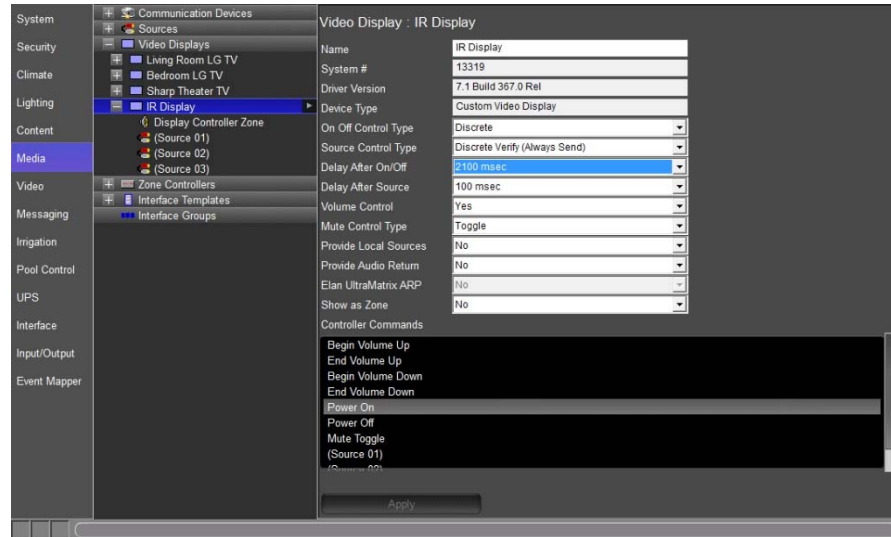 System
Security
Climate
Lighting
Content
Media
Video
Messaging
Irrigation
Pool Control
UPS
Interface
Input/Output
Event Mapper
Communication Devices
Sources
Video Displays
Living Room LG TV
Bedroom LG TV
Sharp Theater TV
IR Display
Display Controller Zone
(Source 01)
(Source 02)
(Source 03)
Zone Controllers
Interface Templates
Interface Groups
Video Display : IR Display
Name IR Display
System # 13319
Driver Version 7.1 Build 367.0 Rel
Device Type Custom Video Display
On Off Control Type Discrete
Source Control Type Discrete Verify (Always Send)
Delay After On/Off 2100 msec
Delay After Source 100 msec
Volume Control Yes
Mute Control Type Toggle
Provide Local Sources No
Provide Audio Return No
Elan UltraMatrix ARP No
Show as Zone No
Controller Commands
Begin Volume Up
End Volume Up
Begin Volume Down
End Volume Down
Power On
Power Off
Mute Toggle
(Source 01)
(Source 02)
Apply